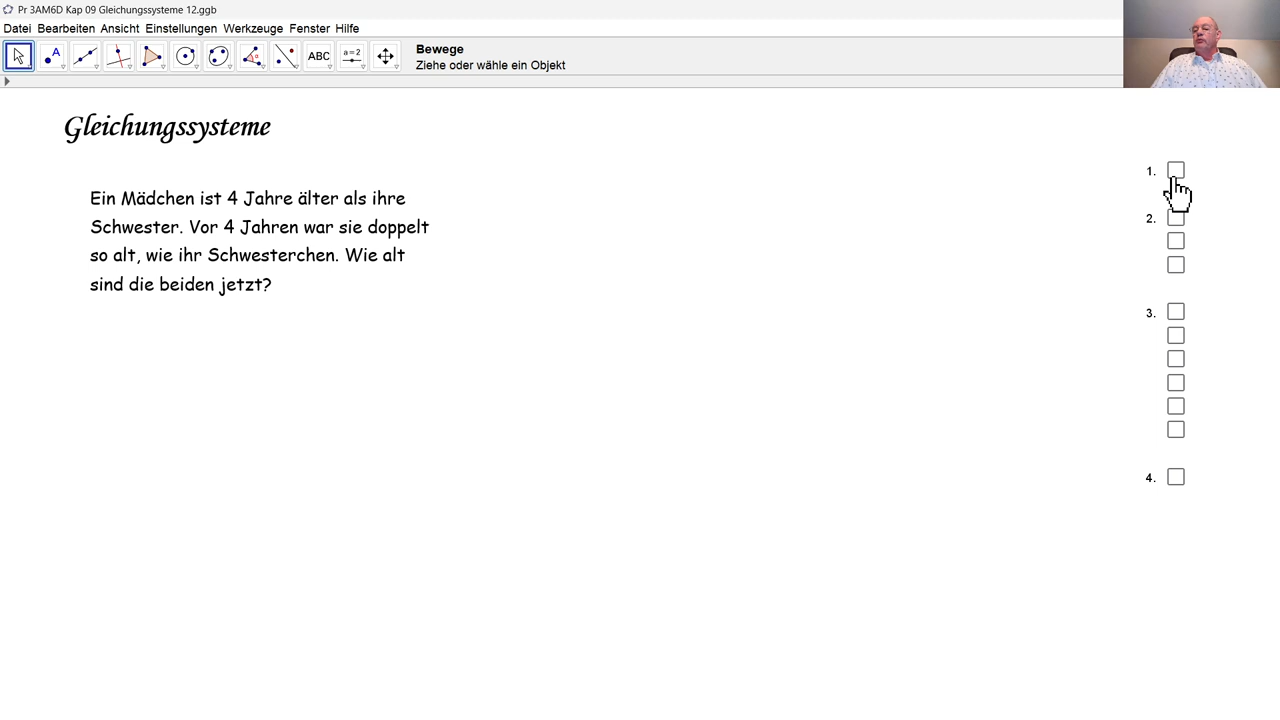 Pr 3AM6D Kap 09 Gleichungssysteme 12.ggb
Datei Bearbeiten Ansicht Einstellungen Werkzeuge Fenster Hilfe
A
ABC
a=2
Bewege
Ziehe oder wähle ein Objekt
Gleichungssysteme
Ein Mädchen ist 4 Jahre älter als ihre
Schwester. Vor 4 Jahren war sie doppelt
so alt, wie ihr Schwesterchen. Wie alt
sind die beiden jetzt?
1.
2.
3.
4.